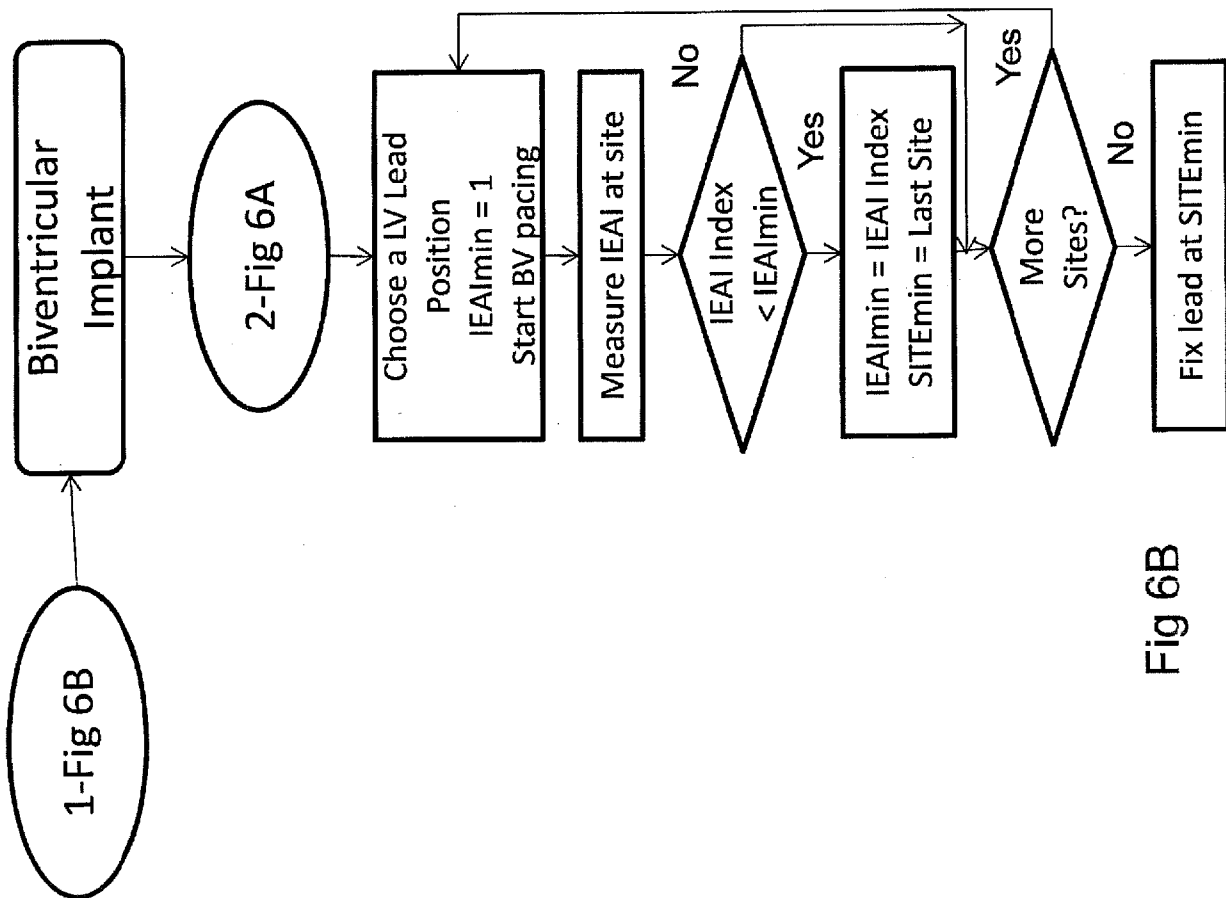 1-Fig 6B
Biventricular
Implant
2-Fig 6A
Choose a LV Lead
Position
IEAImin = 1
Start BV pacing
Measure IEAI at site
IEAI Index
< IEAImin
No
Yes
IEAImin = IEAI Index
SITEmin = Last Site
More
Sites?
Yes
No
Fix lead at SITEmin
Fig 6B